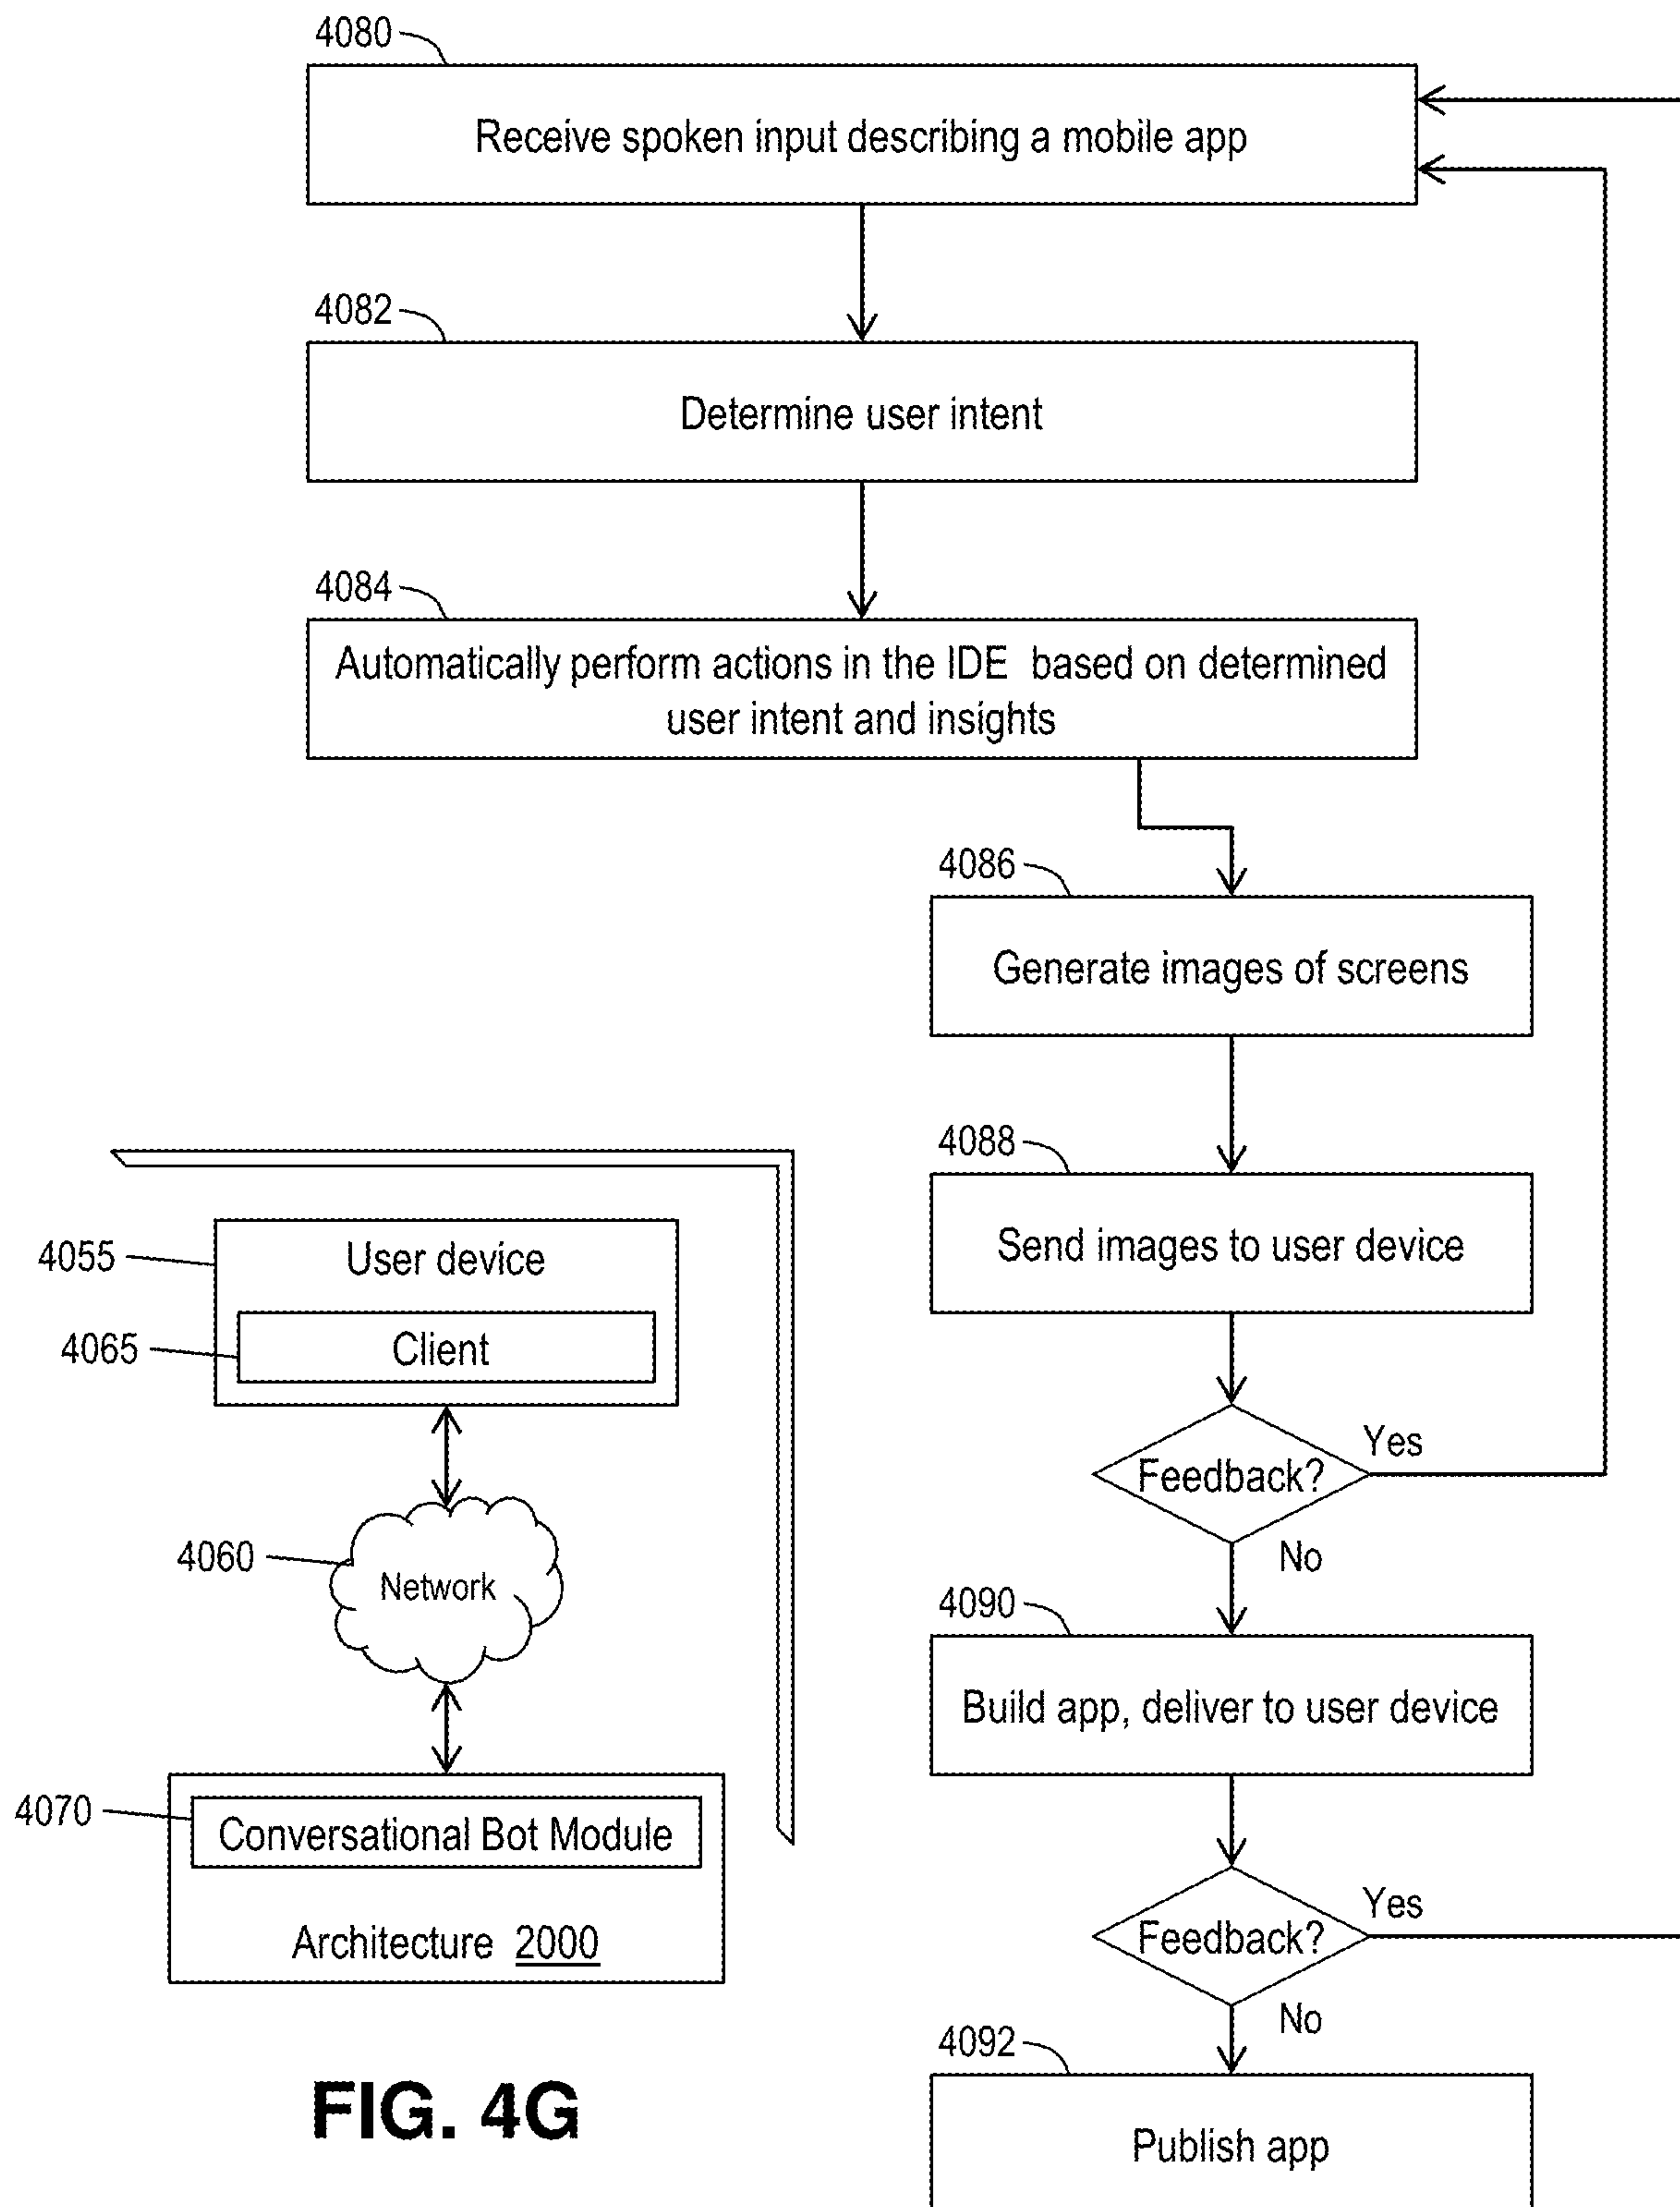 4080
Receive spoken input describing a mobile app
4082
Determine user intent
4084
Automatically perform actions in the IDE based on determined
user intent and insights
4086
Generate images of screens
4088
Send images to user device
Feedback?
Yes
No
4090
Build app, deliver to user device
Feedback?
Yes
No
4092
Publish app
4055
User device
4065
Client
4060
Network
4070
Conversational Bot Module
Architecture 2000
FIG. 4G